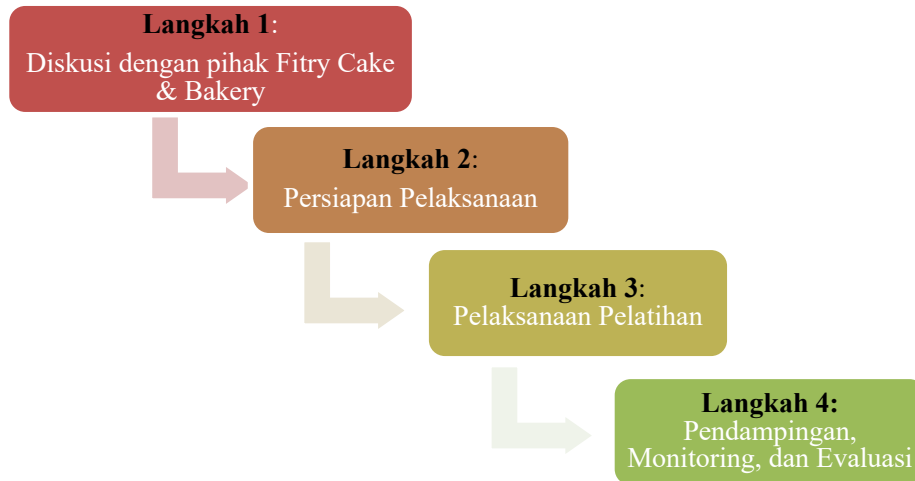 Langkah 1:
Diskusi dengan pihak Fitry Cake
& Bakery
Langkah 2:
Persiapan Pelaksanaan
Langkah 3:
Pelaksanaan Pelatihan
Langkah 4:
Pendampingan,
Monitoring, dan Evaluasi